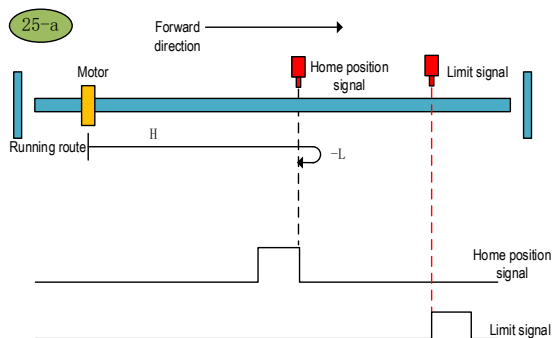 25-a
Forward
direction
Motor
Home position
signal
Limit signal
Running route
H
-L
Home position
signal
Limit signal